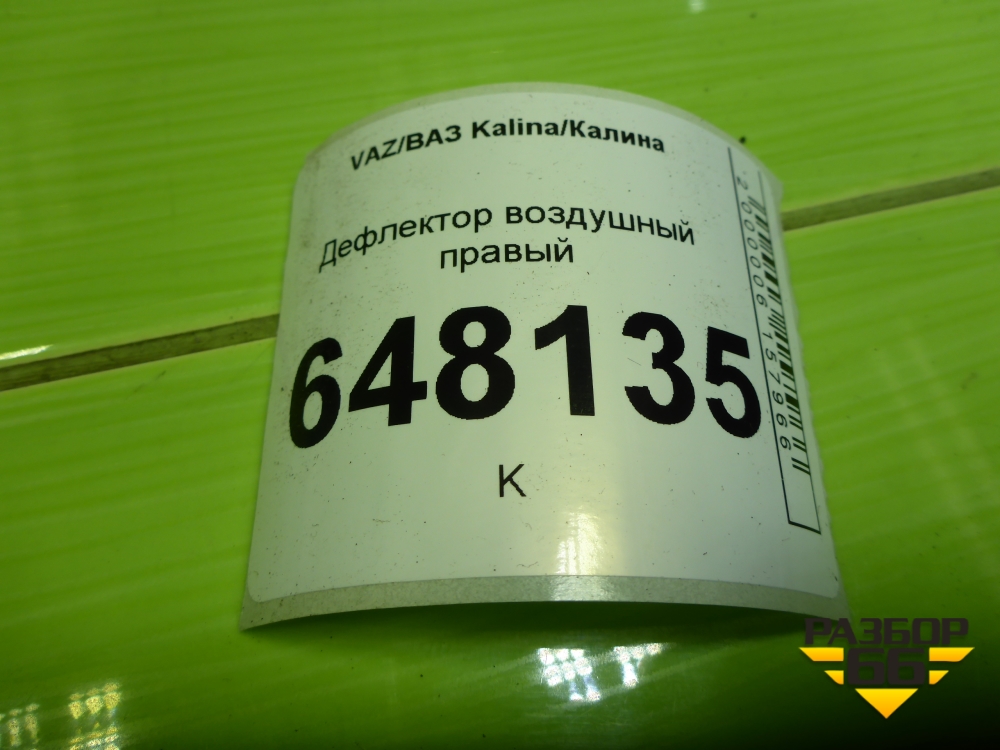 VAZ/ВАЗ Kalina/Калина
Дефлектор воздушный
правый
648135
К
2000006157966
РАЗБОР
66